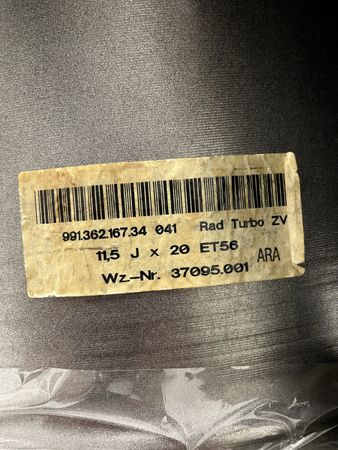 991.362.167.34 041 Rad Turbo ZV
11,5 J x 20 ET56
Wz.-Nr. 37095.001 ARA